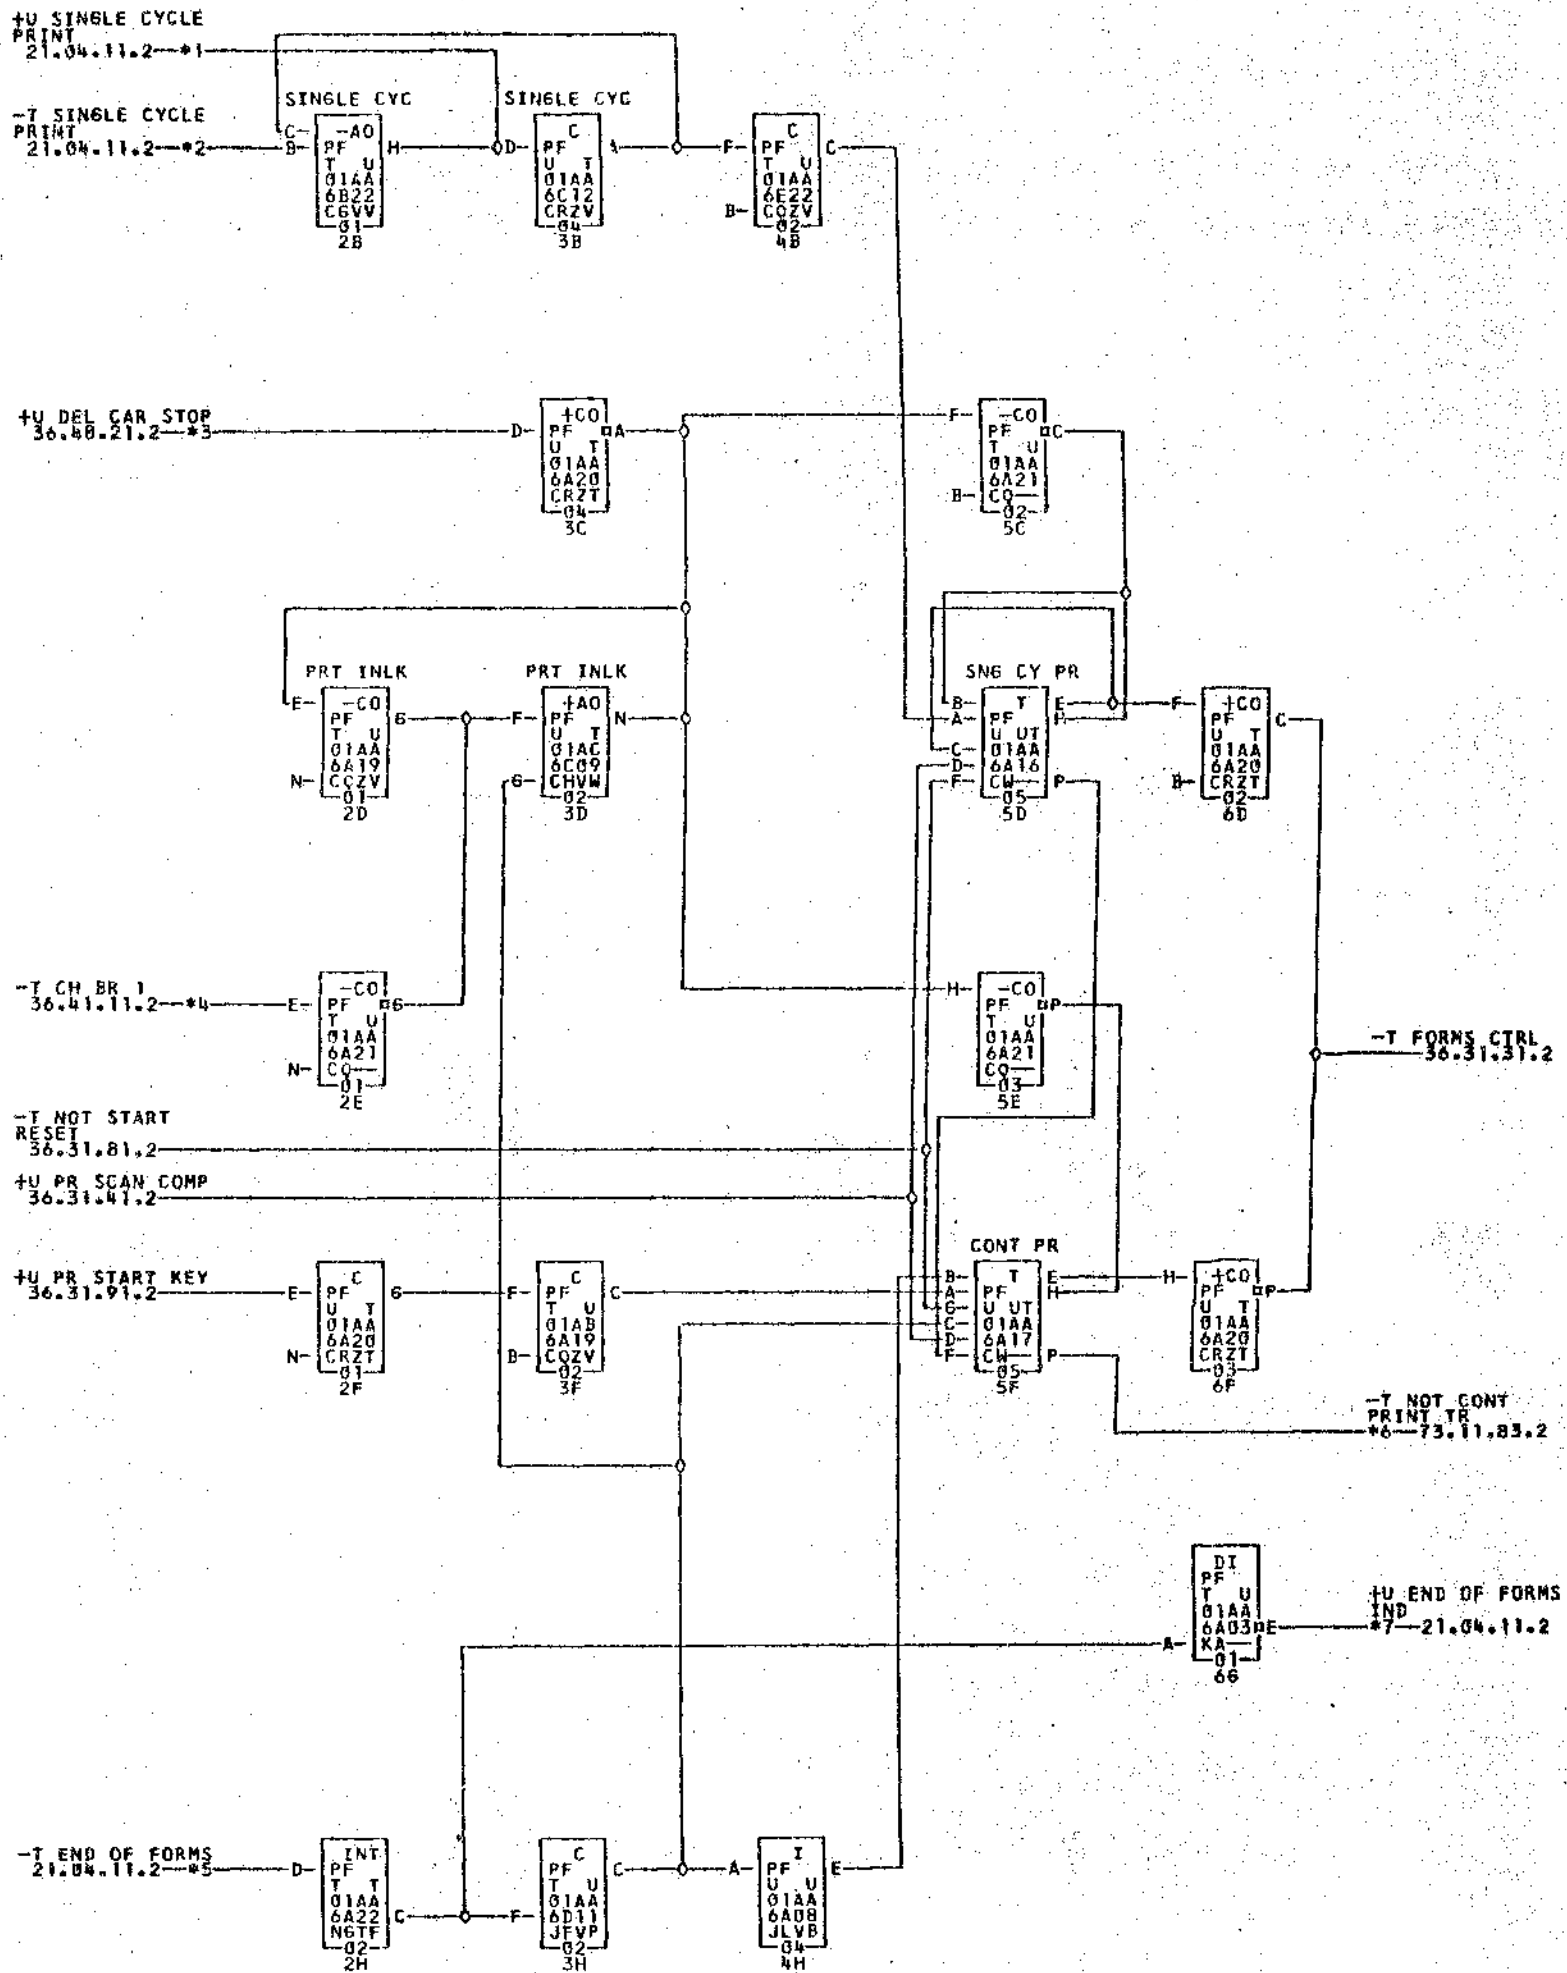 +U SINGLE CYCLE
PRINT
21.04.11.2—*1
-T SINGLE CYCLE
PRINT
21.04.11.2—*2
SINGLE CYC
C-
B-
-AO
PF
T U
01AA
6B22
CGVV
01
2B
H
SINGLE CYC
D-
C
PF
U T
01AA
6C12
CRZV
04
3B
A
F-
B-
C
PF
T U
01AA
6E22
CQZV
02
4B
C
+U DEL CAR STOP
36.48.21.2—*3
D-
+CO
PF
U T
01AA
6A20
CRZT
04
3C
A
F-
B-
-CO
PF
T U
01AA
6A21
CQ—
02
5C
C
PRT INLK
E-
N-
-CO
PF
T U
01AA
6A19
CQZV
01
2D
G
PRT INLK
F-
G-
+AO
PF
U T
01AC
6C09
CHVW
02
3D
N
SNG CY PR
B-
A-
C-
D-
F-
T
PF
U UT
01AA
6A16
CW—
05
5D
E
H
P
F-
B-
+CO
PF
U T
01AA
6A20
CRZT
02
6D
C
-T CH BR 1
36.41.11.2—*4
E-
N-
-CO
PF
T U
01AA
6A21
CQ—
01
2E
G
H-
-CO
PF
T U
01AA
6A21
CQ—
03
5E
P
-T FORMS CTRL
36.31.31.2
-T NOT START
RESET
36.31.81.2
+U PR SCAN COMP
36.31.41.2
+U PR START KEY
36.31.91.2
E-
N-
C
PF
U T
01AA
6A20
CRZT
01
2F
G
F-
B-
C
PF
T U
01AB
6A19
CQZV
02
3F
C
CONT PR
B-
A-
G-
C-
D-
F-
T
PF
U UT
01AA
6A17
CW—
05
5F
E
H
P
H-
+CO
PF
U T
01AA
6A20
CRZT
03
6F
P
-T NOT CONT
PRINT TR
*6—73.11.83.2
A-
DI
PF
T U
01AA
6A03
KA—
01
6G
E
+U END OF FORMS
IND
*7—21.04.11.2
-T END OF FORMS
21.04.11.2—*5
D-
INT
PF
T T
01AA
6A22
NGTF
02
2H
C
F-
C
PF
T U
01AA
6D11
JFVP
02
3H
C
A-
I
PF
U U
01AA
6A08
JLVB
04
4H
E